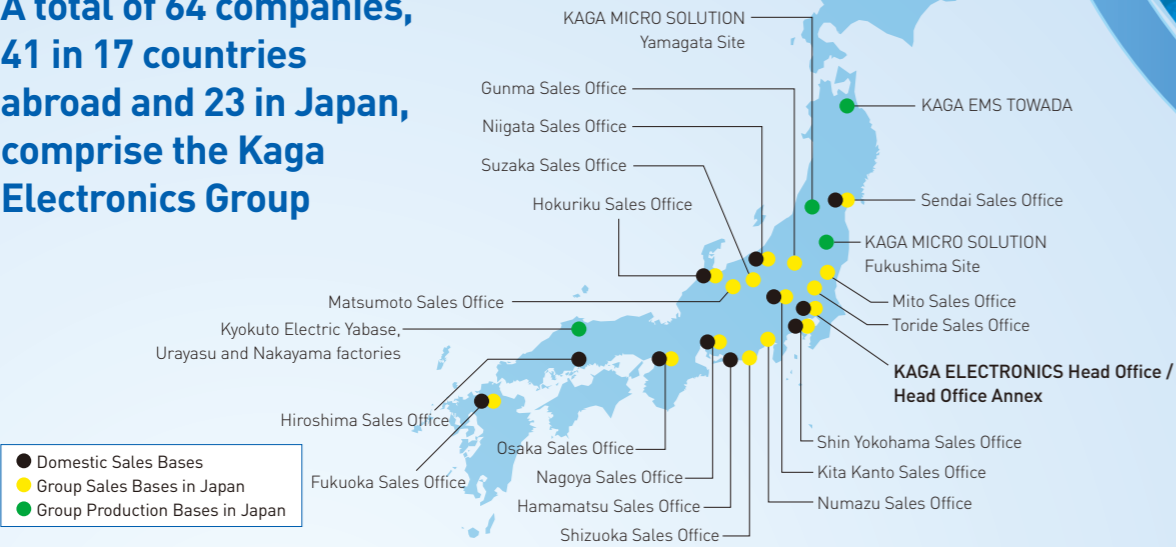 A total of 64 companies,
41 in 17 countries
abroad and 23 in Japan,
comprise the Kaga
Electronics Group
KAGA MICRO SOLUTION
Yamagata Site
Gunma Sales Office
Niigata Sales Office
Suzaka Sales Office
Hokuriku Sales Office
Matsumoto Sales Office
Kyokuto Electric Yabase,
Urayasu and Nakayama factories
Hiroshima Sales Office
Fukuoka Sales Office
Osaka Sales Office
Nagoya Sales Office
Hamamatsu Sales Office
Shizuoka Sales Office
KAGA EMS TOWADA
Sendai Sales Office
KAGA MICRO SOLUTION
Fukushima Site
Mito Sales Office
Toride Sales Office
KAGA ELECTRONICS Head Office /
Head Office Annex
Shin Yokohama Sales Office
Kita Kanto Sales Office
Numazu Sales Office
Domestic Sales Bases
Group Sales Bases in Japan
Group Production Bases in Japan